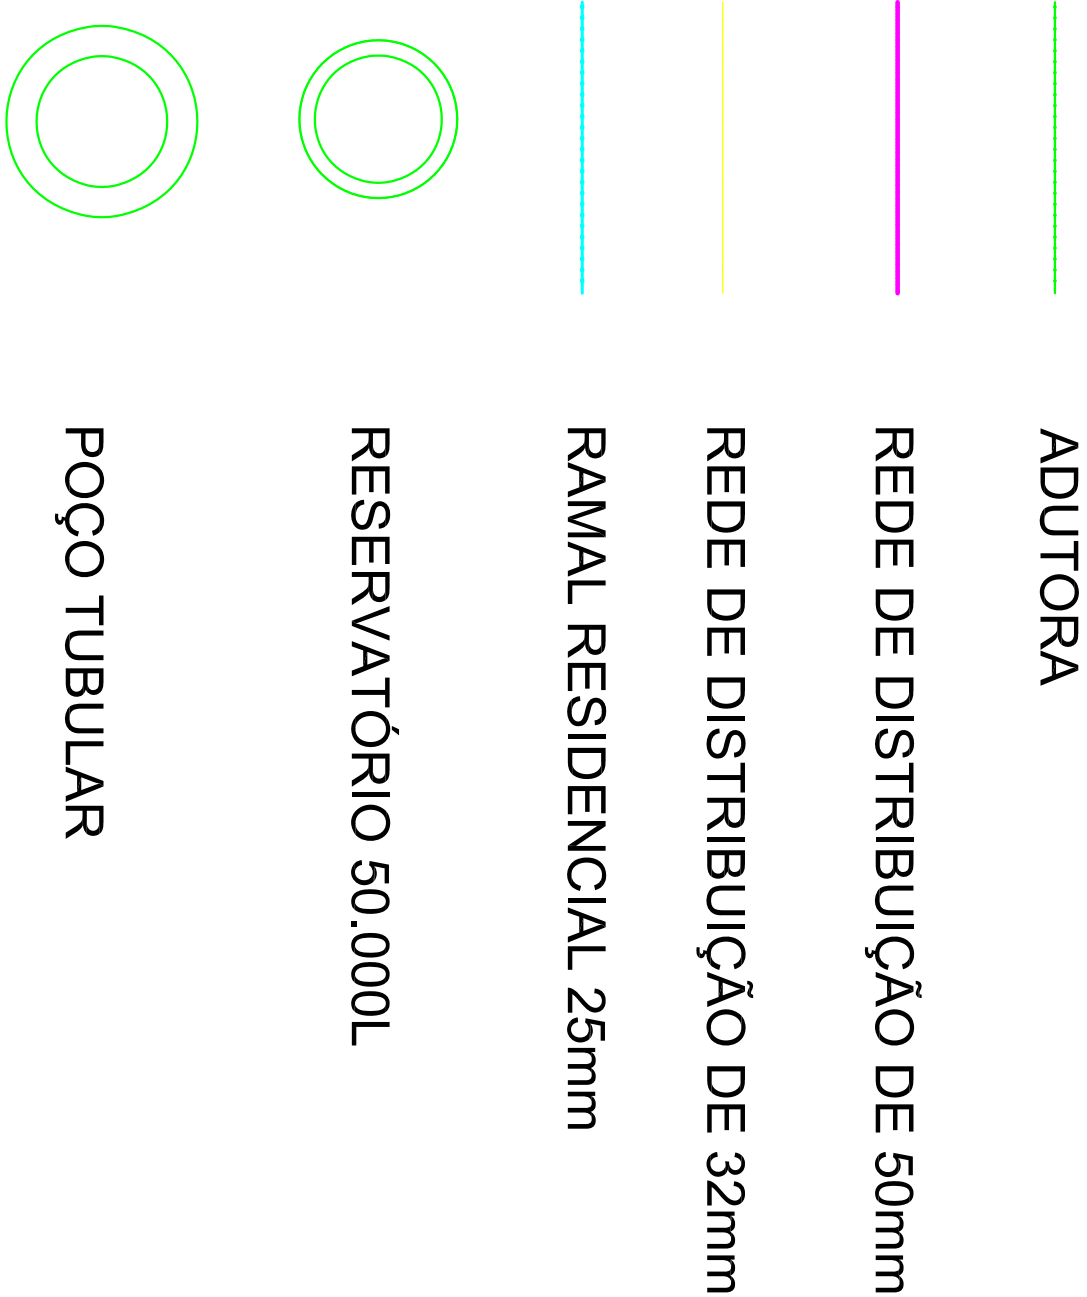 ADUTORA
REDE DE DISTRIBUIÇÃO DE 50mm
REDE DE DISTRIBUIÇÃO DE 32mm
RAMAL RESIDENCIAL 25mm
RESERVATÓRIO 50.000L
POÇO TUBULAR